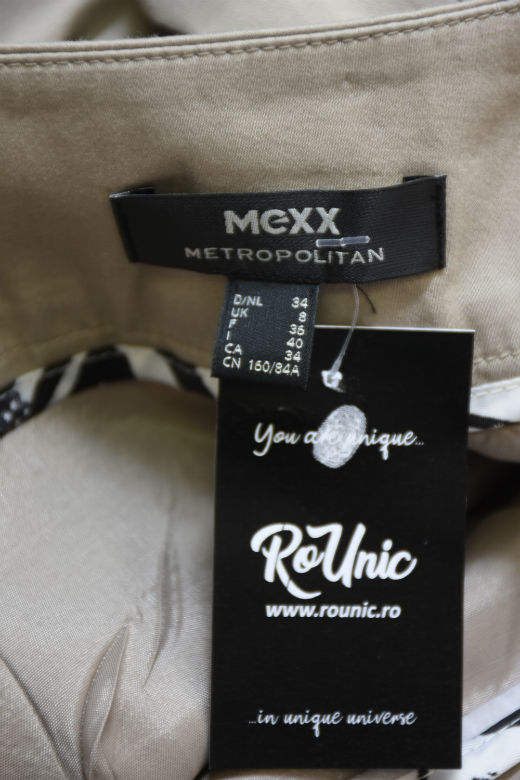 mexx
METROPOLITAN
D/NL 34
UK 8
F 36
I 40
CA 34
CN 160/84A
You are unique...
RoUnic
www.rounic.ro
...in unique universe